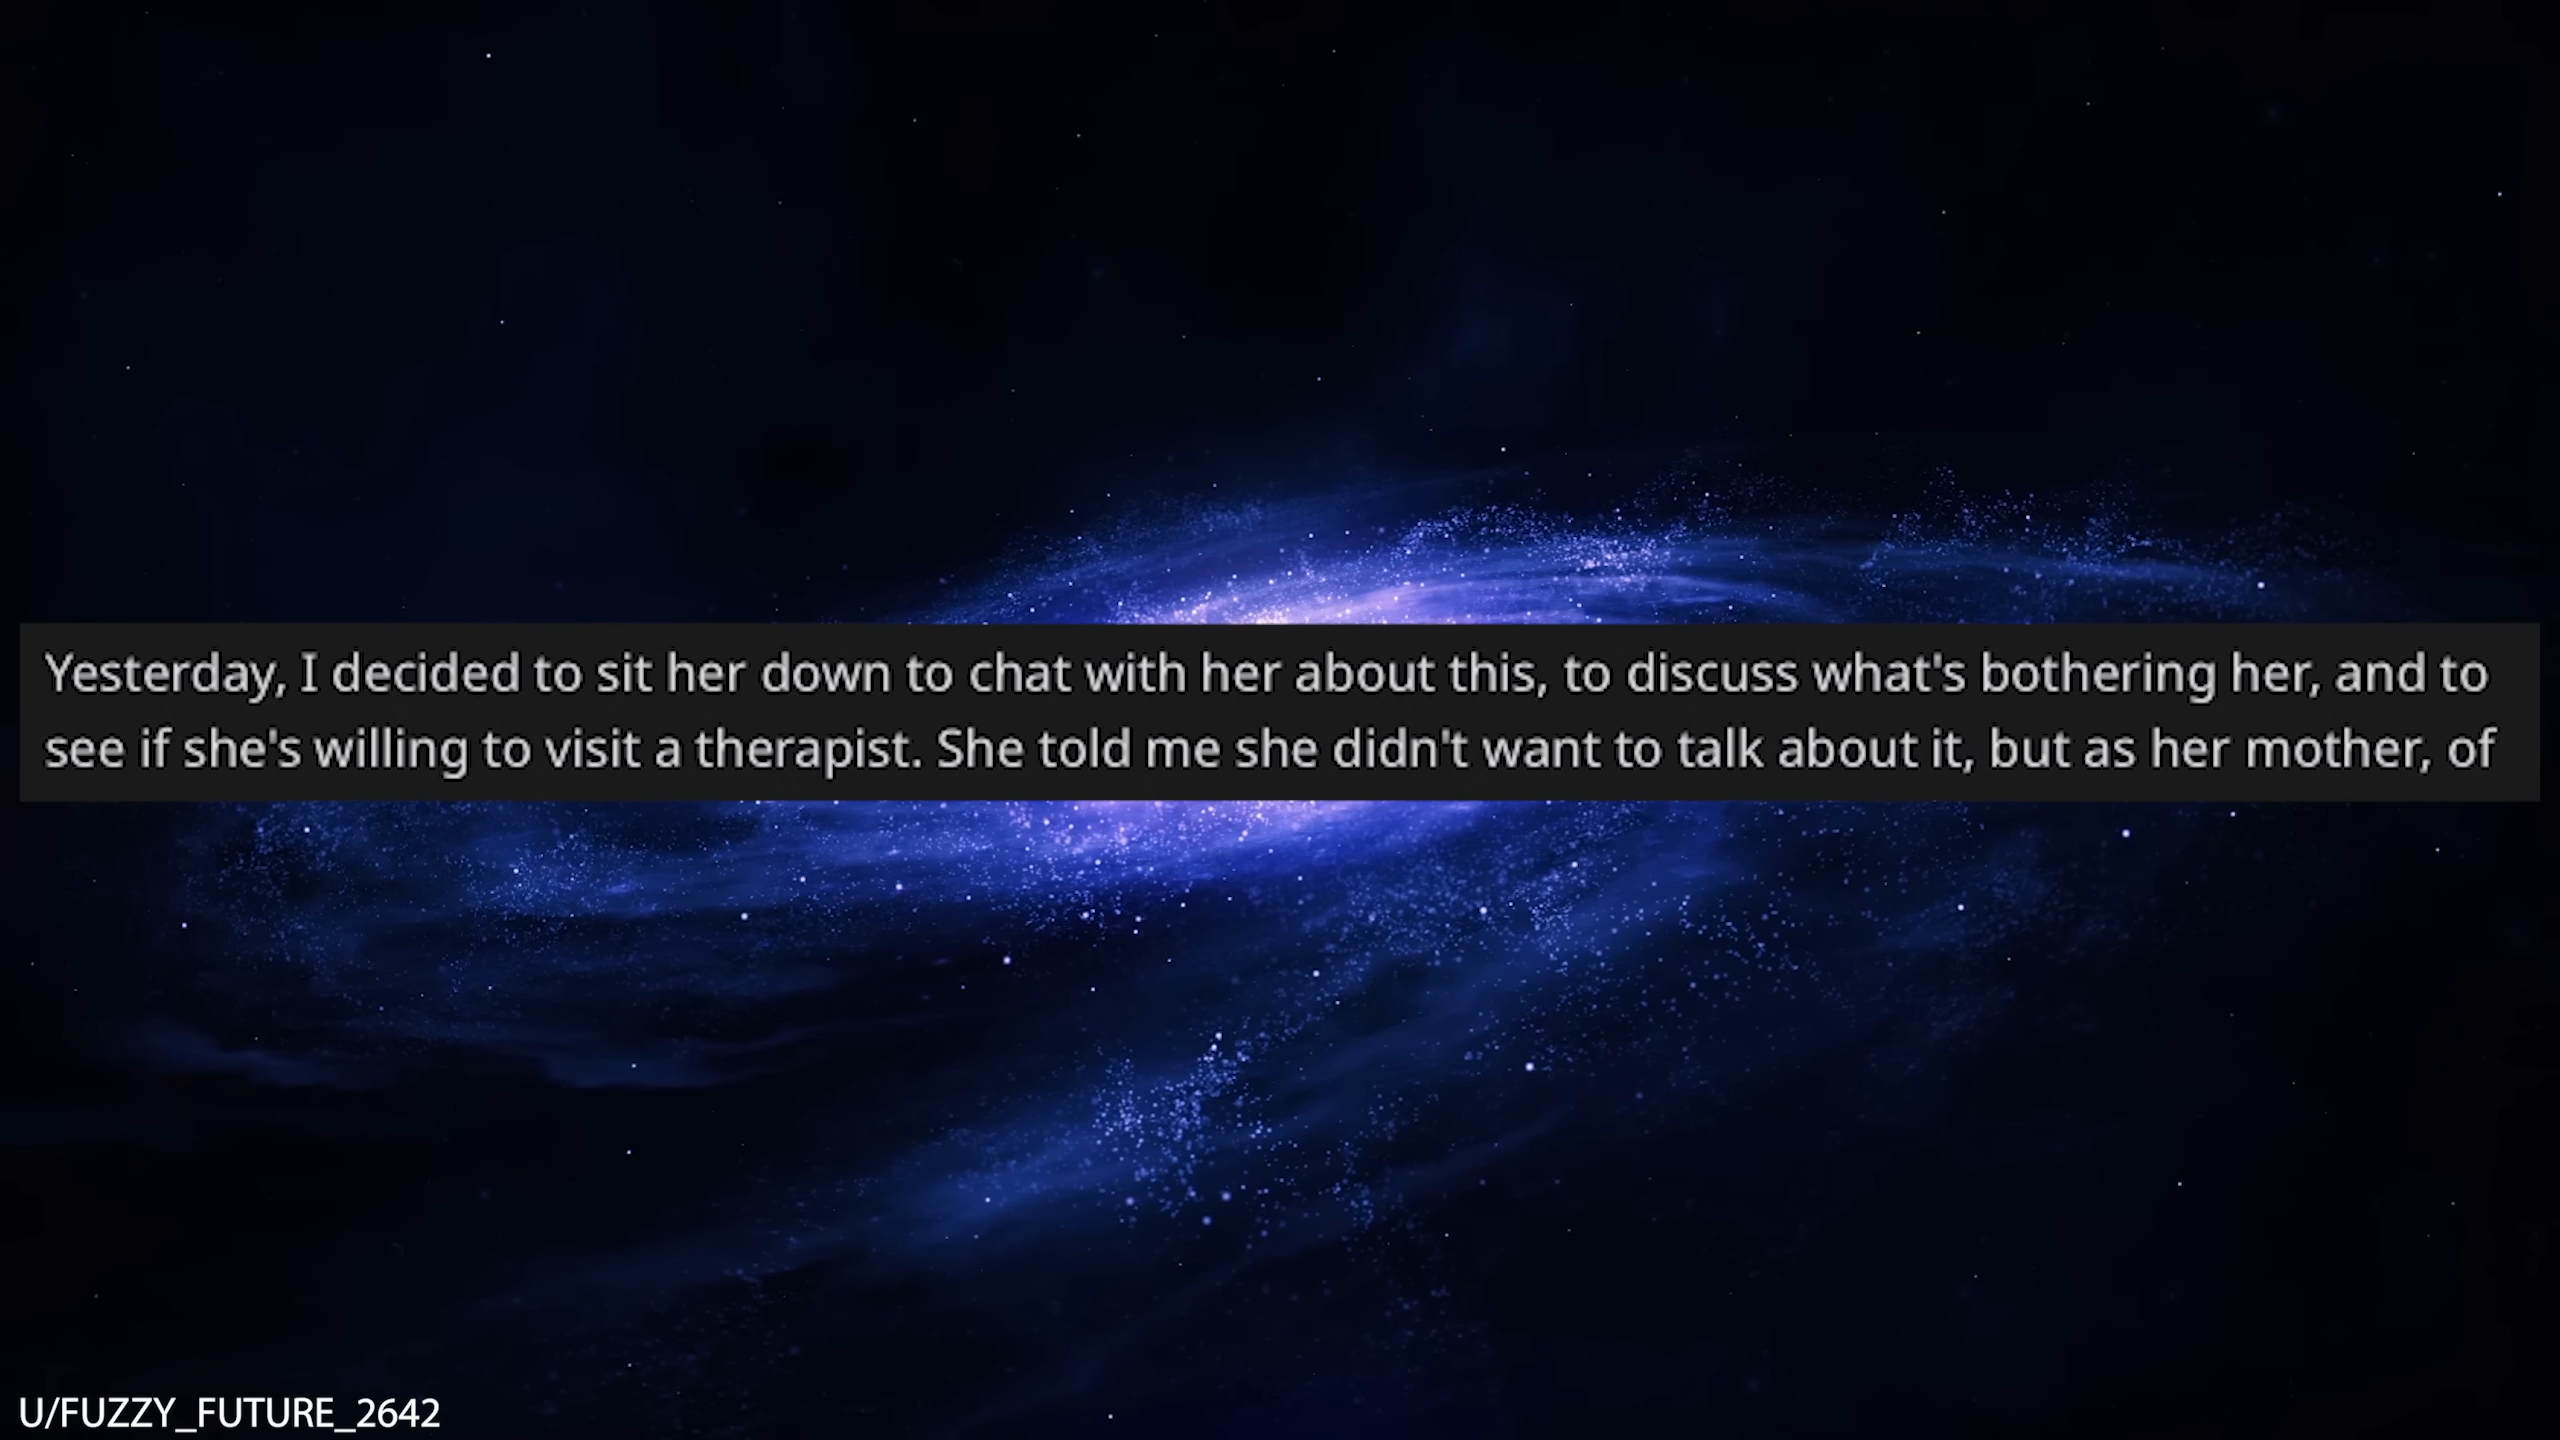 Yesterday, I decided to sit her down to chat with her about this, to discuss what's bothering her, and to
see if she's willing to visit a therapist. She told me she didn't want to talk about it, but as her mother, of
U/FUZZY_FUTURE_2642